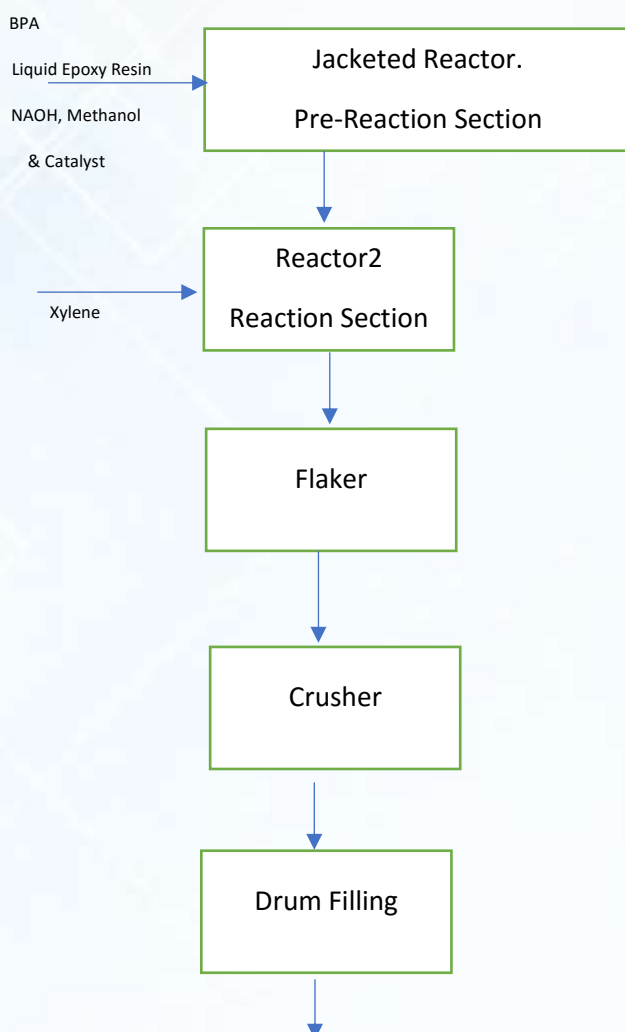 BPA
Liquid Epoxy Resin
NAOH, Methanol
& Catalyst
Jacketed Reactor.
Pre-Reaction Section
Reactor2
Reaction Section
Xylene
Flaker
Crusher
Drum Filling